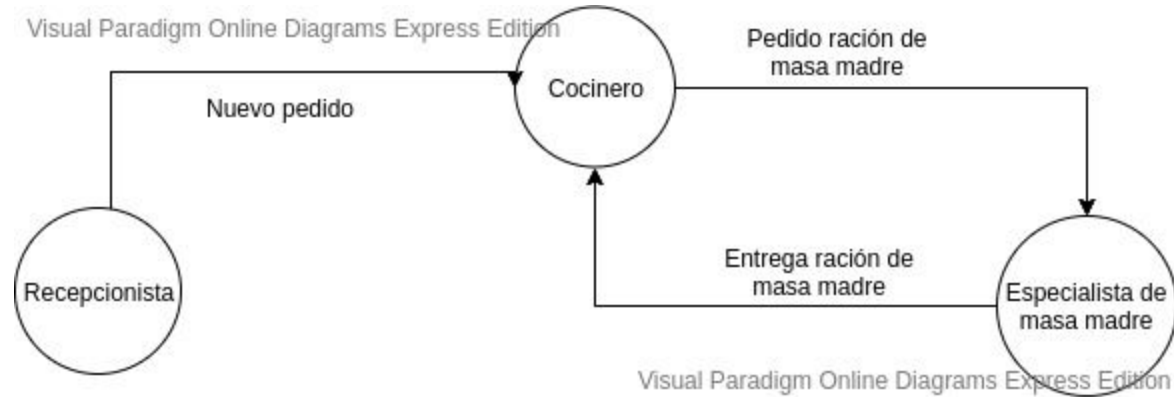 Visual Paradigm Online Diagrams Express Edition
Pedido ración de
masa madre
Cocinero
Nuevo pedido
Entrega ración de
masa madre
Recepcionista
Especialista de
masa madre
Visual Paradigm Online Diagrams Express Edition